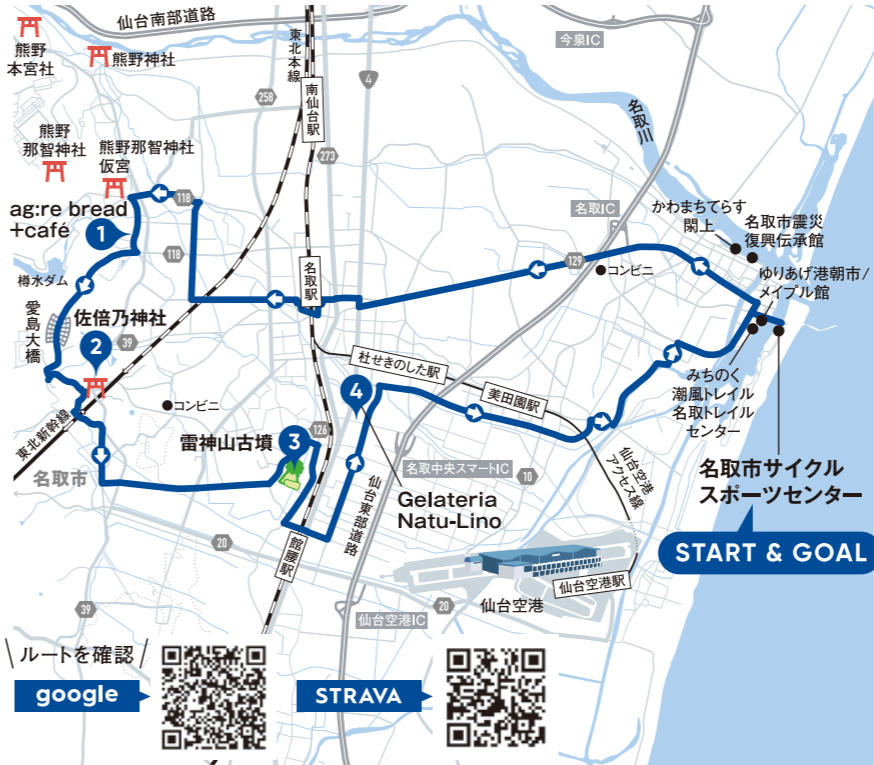 仙台南部道路
今泉IC
熊野
本宮社
熊野神社
東北本線
4
南仙台駅
258
名取川
熊野
那智神社
熊野那智神社
仮宮
273
118
名取IC
かわまちてらす
閖上
名取市震災
復興伝承館
ag:re bread
+café
1
118
129
コンビニ
ゆりあげ港朝市/
メイプル館
樽水ダム
名取駅
愛島大橋
佐倍乃神社
2
39
杜せきのした駅
美田園駅
みちのく
潮風トレイル
名取トレイル
センター
コンビニ
4
東北新幹線
雷神山古墳
3
126
名取市
名取中央スマートIC
10
仙台空港
アクセス線
名取市サイクル
スポーツセンター
Gelateria
Natu-Lino
仙台東部道路
START & GOAL
20
館腰駅
仙台空港駅
39
仙台空港IC
20
仙台空港
\ルートを確認/
google
STRAVA